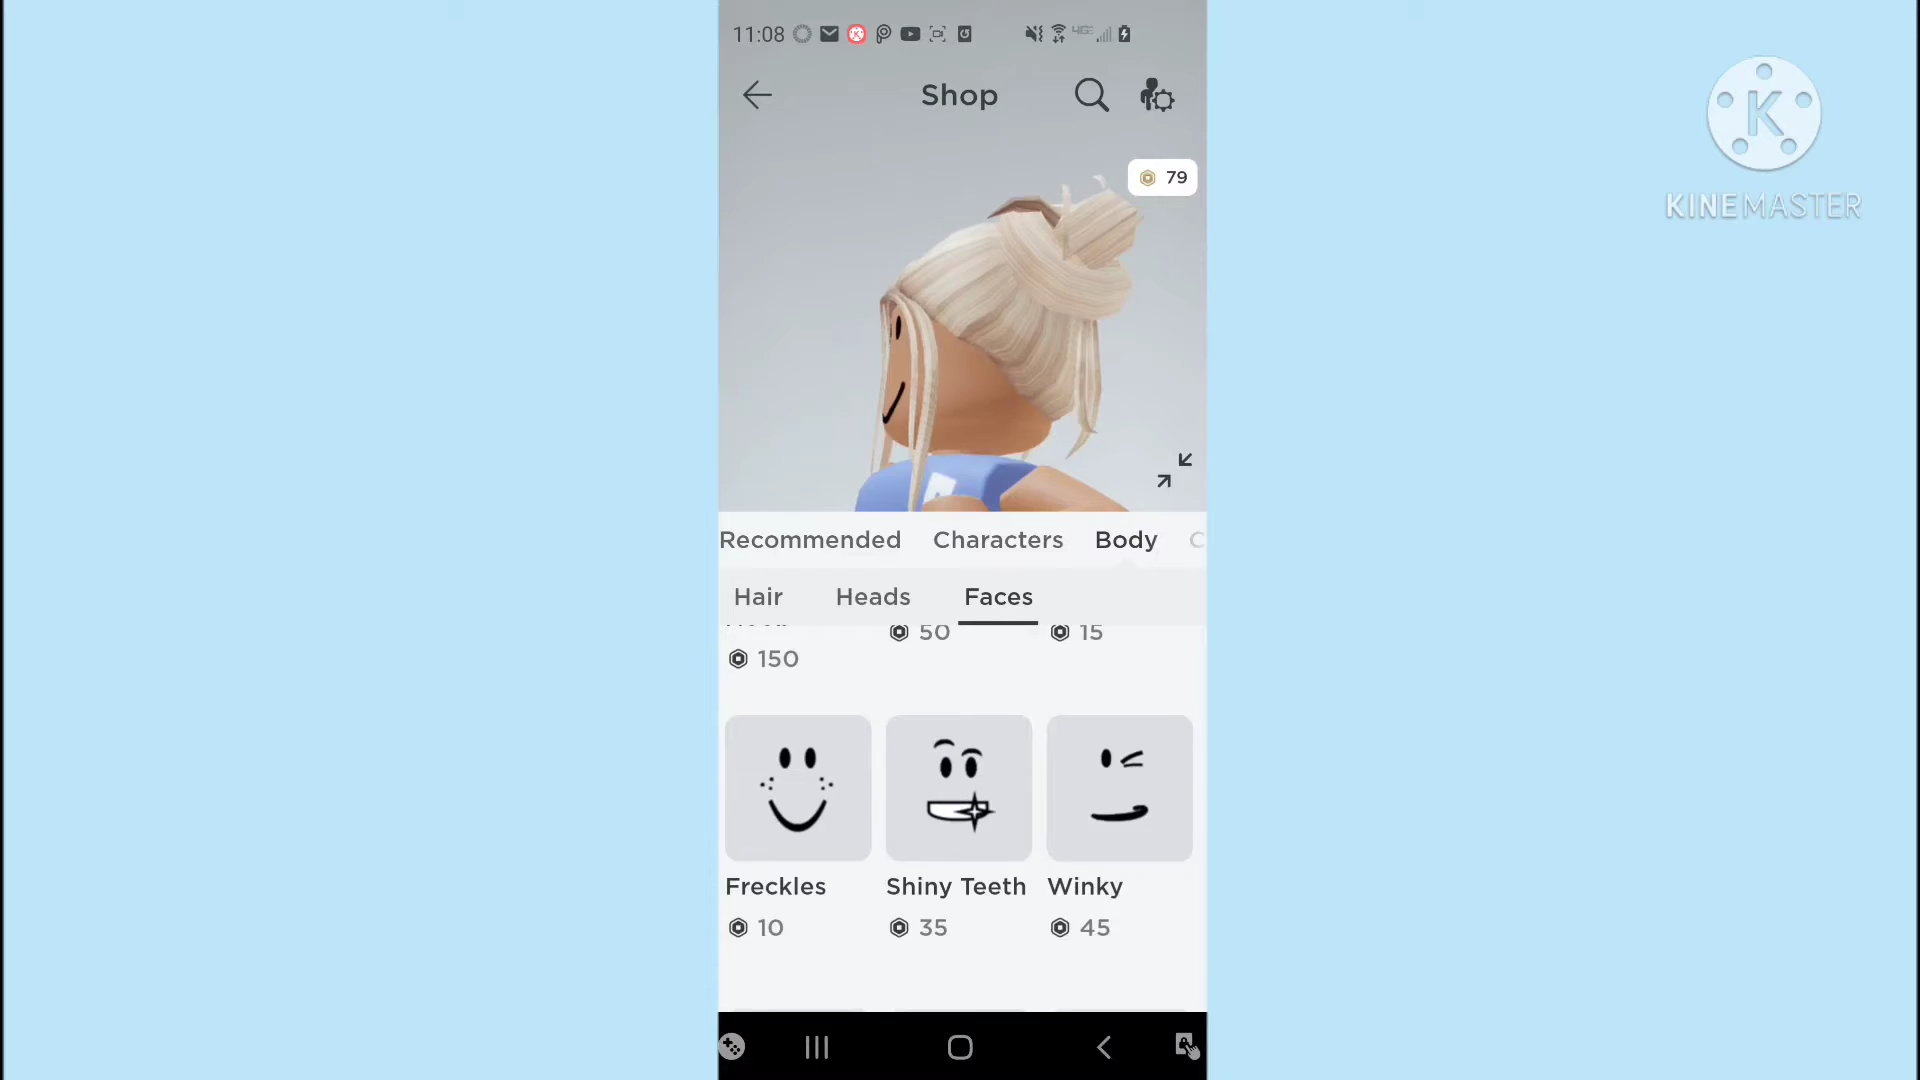 11:08
Shop
79
K
KINEMASTER
Recommended Characters Body C
Hair Heads Faces
50 15
150
Freckles Shiny Teeth Winky
10 35 45